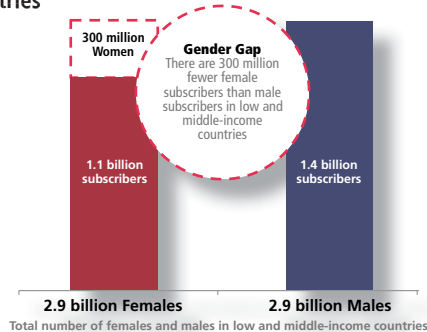 tries
300 million
Women
Gender Gap
There are 300 million
fewer female
subscribers than male
subscribers in low and
middle-income
countries
1.1 billion
subscribers
1.4 billion
subscribers
2.9 billion Females
2.9 billion Males
Total number of females and males in low and middle-income countries